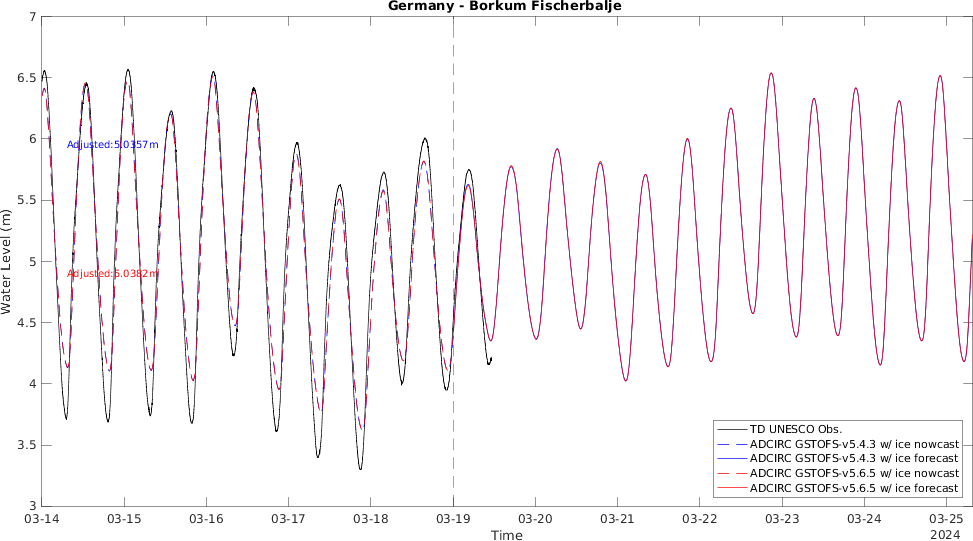 Germany - Borkum Fischerbalje
7
6.5
6
5.5
5
4.5
4
3.5
3
Water Level (m)
Adjusted:5.0357m
Adjusted:5.0382m
TD UNESCO Obs.
ADCIRC GSTOFS-v5.4.3 w/ ice nowcast
ADCIRC GSTOFS-v5.4.3 w/ ice forecast
ADCIRC GSTOFS-v5.6.5 w/ ice nowcast
ADCIRC GSTOFS-v5.6.5 w/ ice forecast
03-14 03-15 03-16 03-17 03-18 03-19 03-20 03-21 03-22 03-23 03-24 03-25
2024
Time